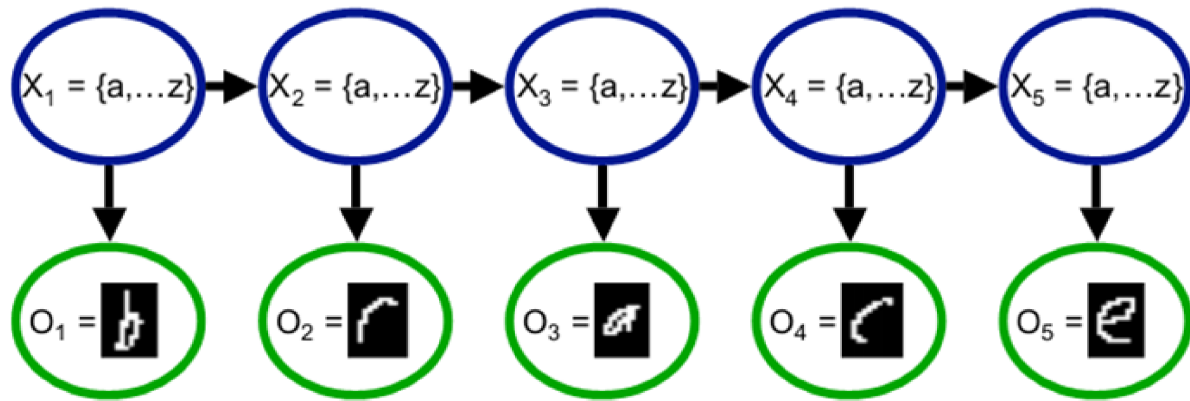 X₁ = {a,...z} X₂ = {a,...z} X₃ = {a,...z} X₄ = {a,...z} X₅ = {a,...z}
O₁ = b O₂ = r O₃ = a O₄ = c O₅ = e